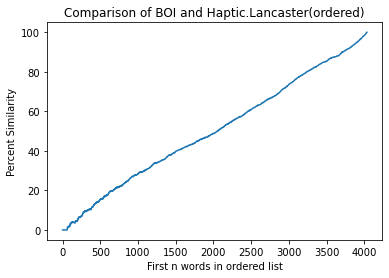 Comparison of BOI and Haptic.Lancaster(ordered)
100
80
60
40
20
0
Percent Similarity
0 500 1000 1500 2000 2500 3000 3500 4000
First n words in ordered list